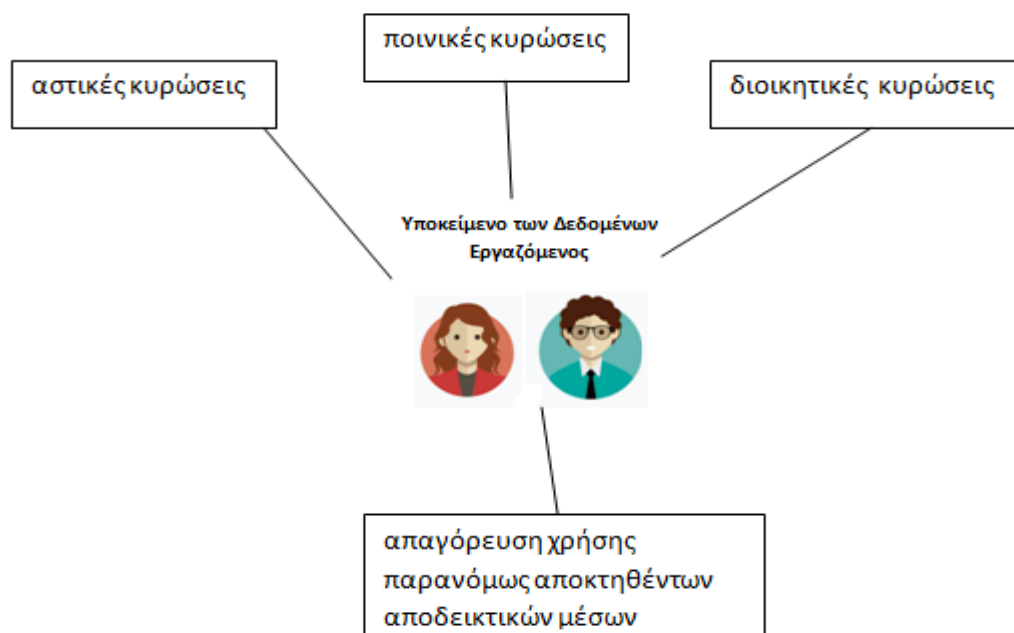 ποινικές κυρώσεις
αστικές κυρώσεις
διοικητικές κυρώσεις
Υποκείμενο των Δεδομένων
Εργαζόμενος
απαγόρευση χρήσης
παρανόμως αποκτηθέντων
αποδεικτικών μέσων